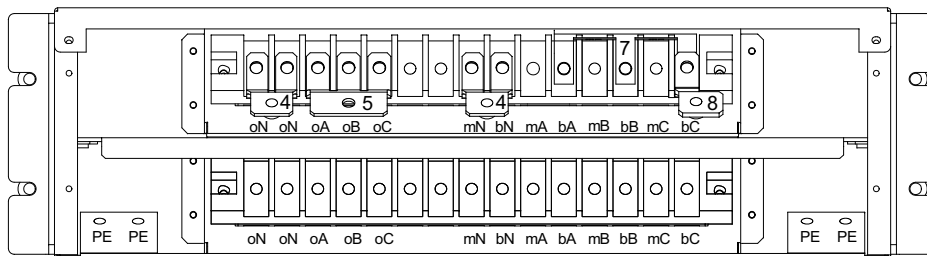 7
4 5 4 8
oN oN oA oB oC mN bN mA bA mB bB mC bC
PE PE PE PE
oN oN oA oB oC mN bN mA bA mB bB mC bC